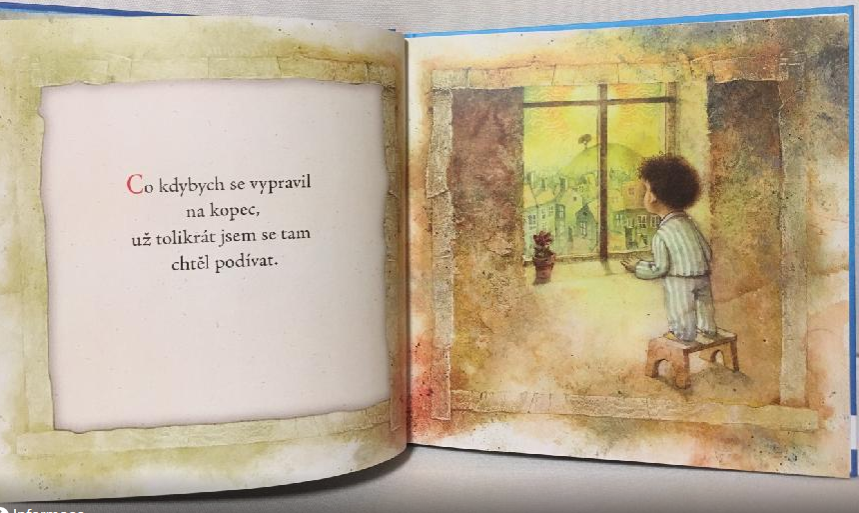 Co kdybych se vypravil
na kopec,
už tolikrát jsem se tam
chtěl podívat.